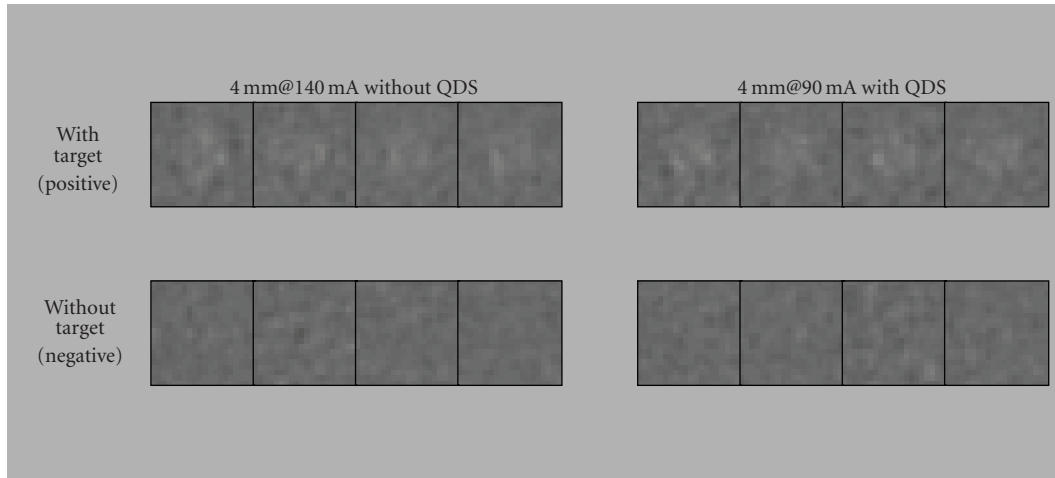 4 mm@140 mA without QDS
4 mm@90 mA with QDS
With
target
(positive)
Without
target
(negative)